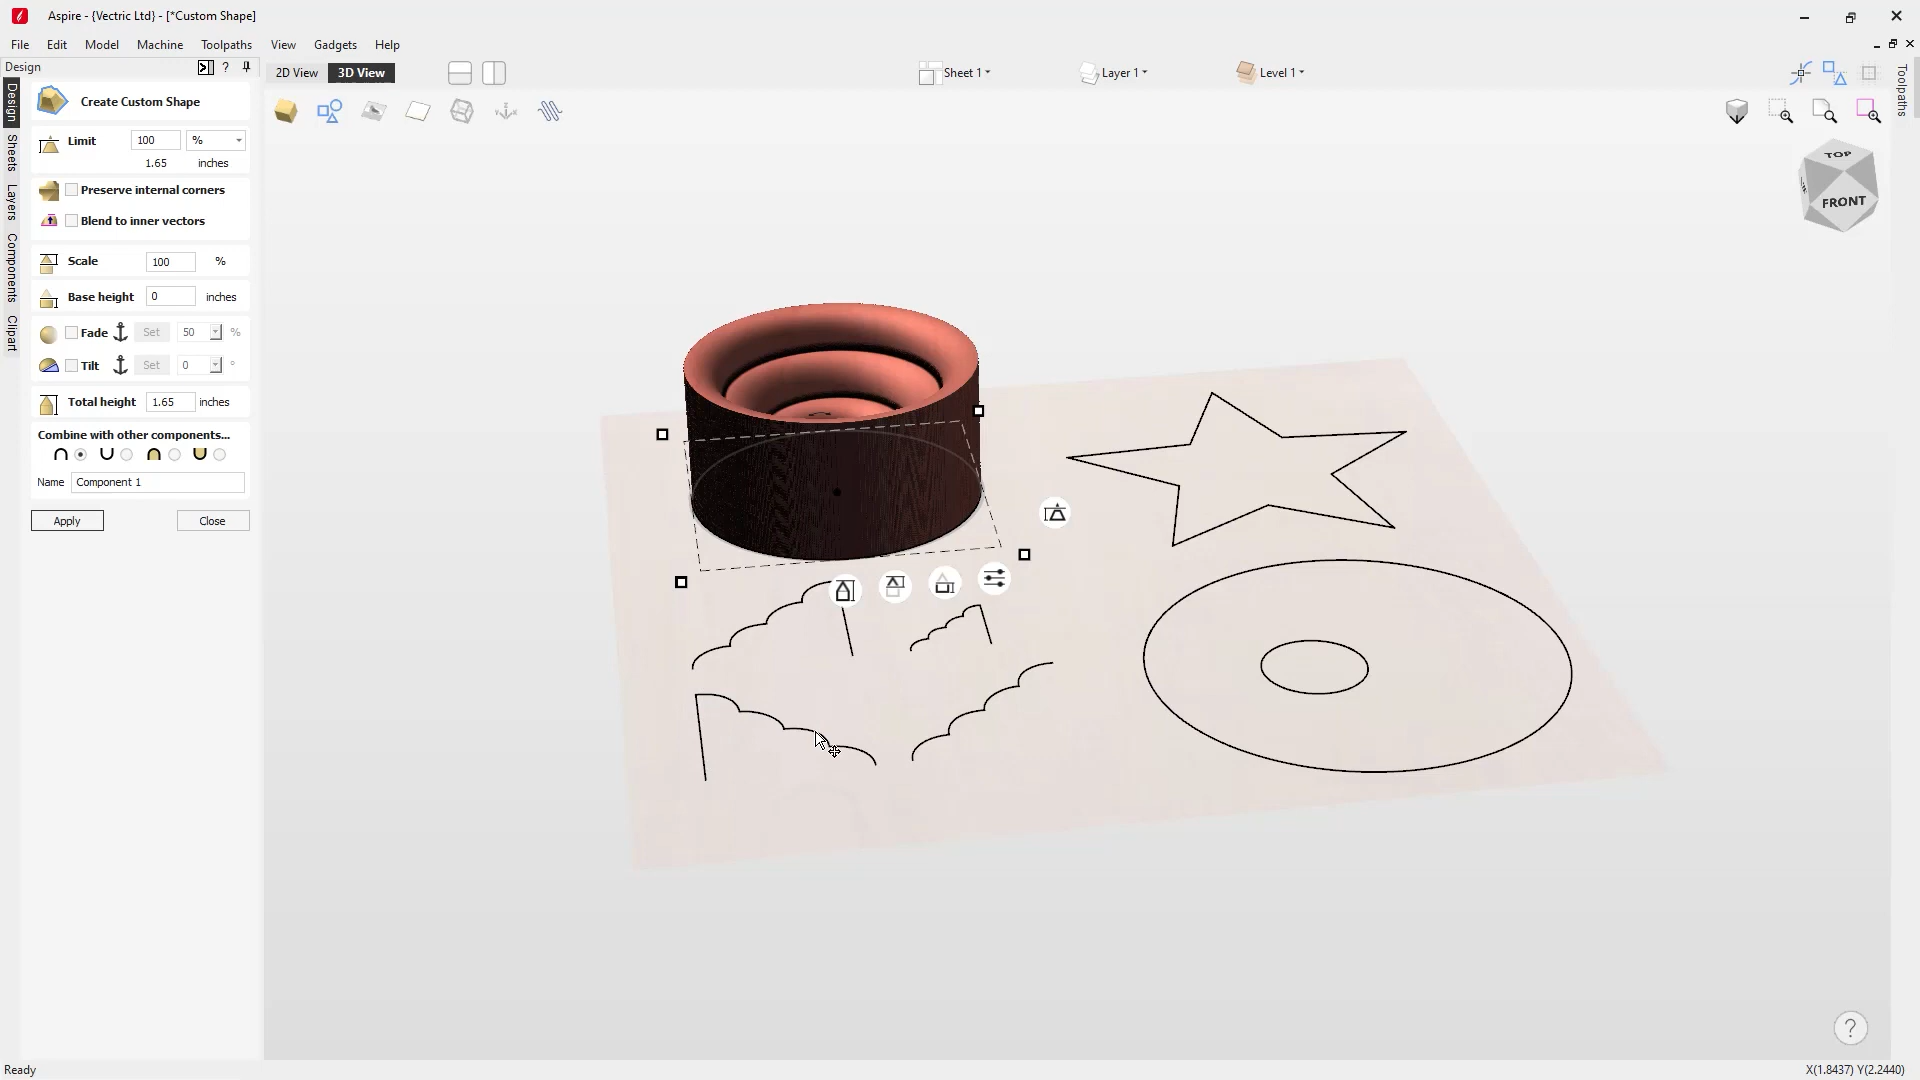 Aspire - {Vectric Ltd} - [*Custom Shape]
File Edit Model Machine Toolpaths View Gadgets Help
Design ?
2D View 3D View Sheet 1 Layer 1 Level 1
Toolpaths
Design
Sheets
Layers
Components
Clipart
Create Custom Shape
Limit 100 %
1.65 inches
Preserve internal corners
Blend to inner vectors
Scale 100 %
Base height 0 inches
Fade Set 50 %
Tilt Set 0 °
Total height 1.65 inches
Combine with other components...
Name Component 1
Apply Close
TOP
FRONT
?
Ready X(1.8437) Y(2.2440)